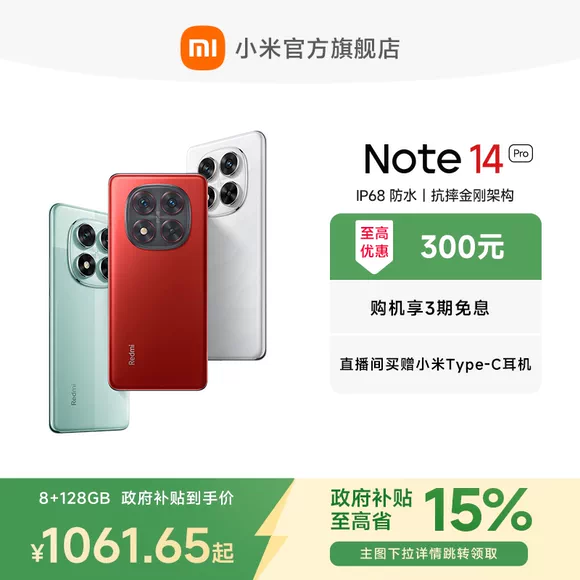 mi 小米官方旗舰店
Note 14 Pro
IP68 防水丨抗摔金刚架构
至高
优惠
300元
购机享3期免息
直播间买赠小米Type-C耳机
Redmi
Redmi
8+128GB 政府补贴到手价
¥1061.65起
政府补贴
至高省
15%
主图下拉详情跳转领取